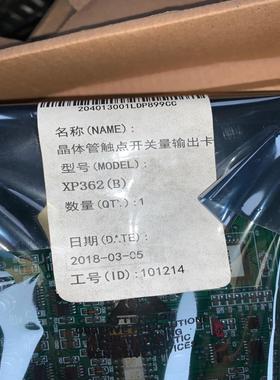 204013001LDP899CC
名称(NAME):
晶体管触点开关量输出卡
型号(MODEL):
XP362(B)
数量(QT.):1
日期(D.TE)
2018-03-05
工号(ID):101214